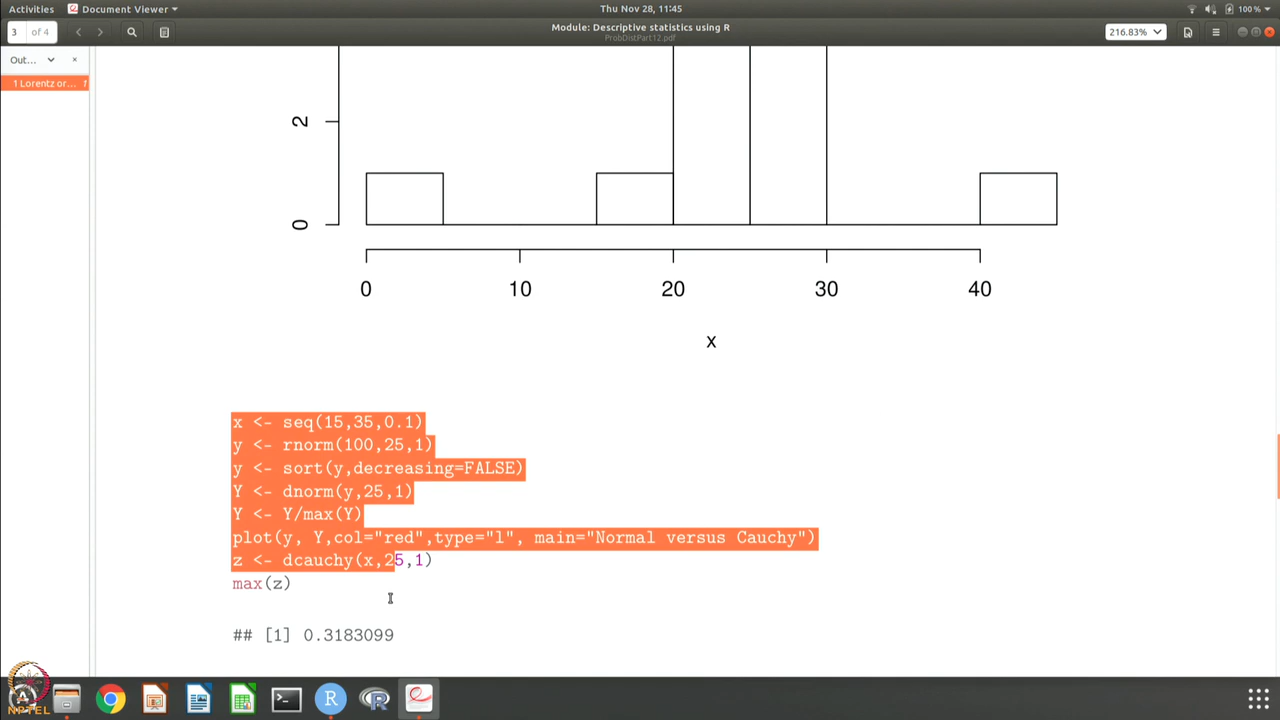 Activities
Document Viewer
Thu Nov 28, 11:45
100%
3 of 4
Module: Descriptive statistics using R
ProbDistPart12.pdf
216.83%
Out...
1 Lorentz or... ?
2
0
0 10 20 30 40
x
x <- seq(15,35,0.1)
y <- rnorm(100,25,1)
y <- sort(y,decreasing=FALSE)
Y <- dnorm(y,25,1)
Y <- Y/max(Y)
plot(y, Y,col="red",type="l", main="Normal versus Cauchy")
z <- dcauchy(x,25,1)
max(z)
## [1] 0.3183099
NPTEL